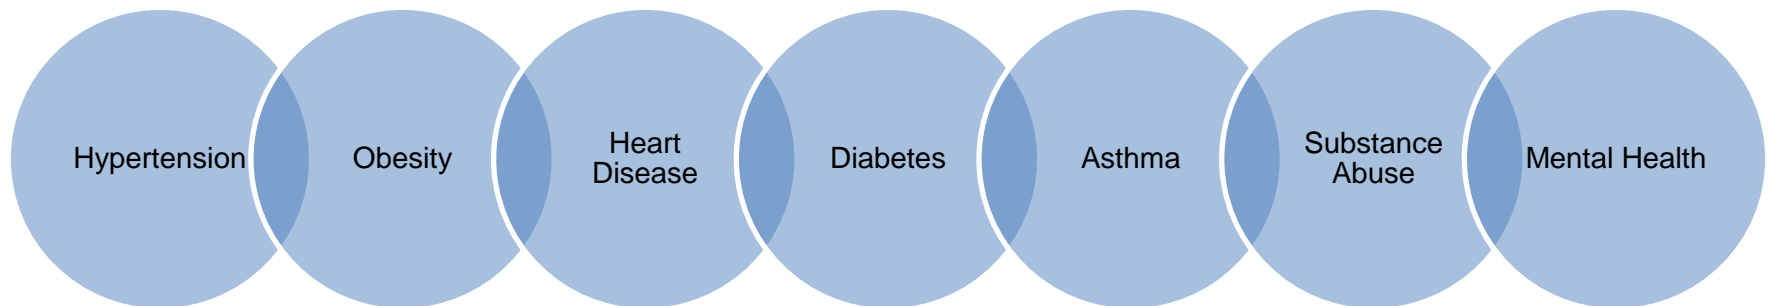 Hypertension
Obesity
Heart
Disease
Diabetes
Asthma
Substance
Abuse
Mental Health